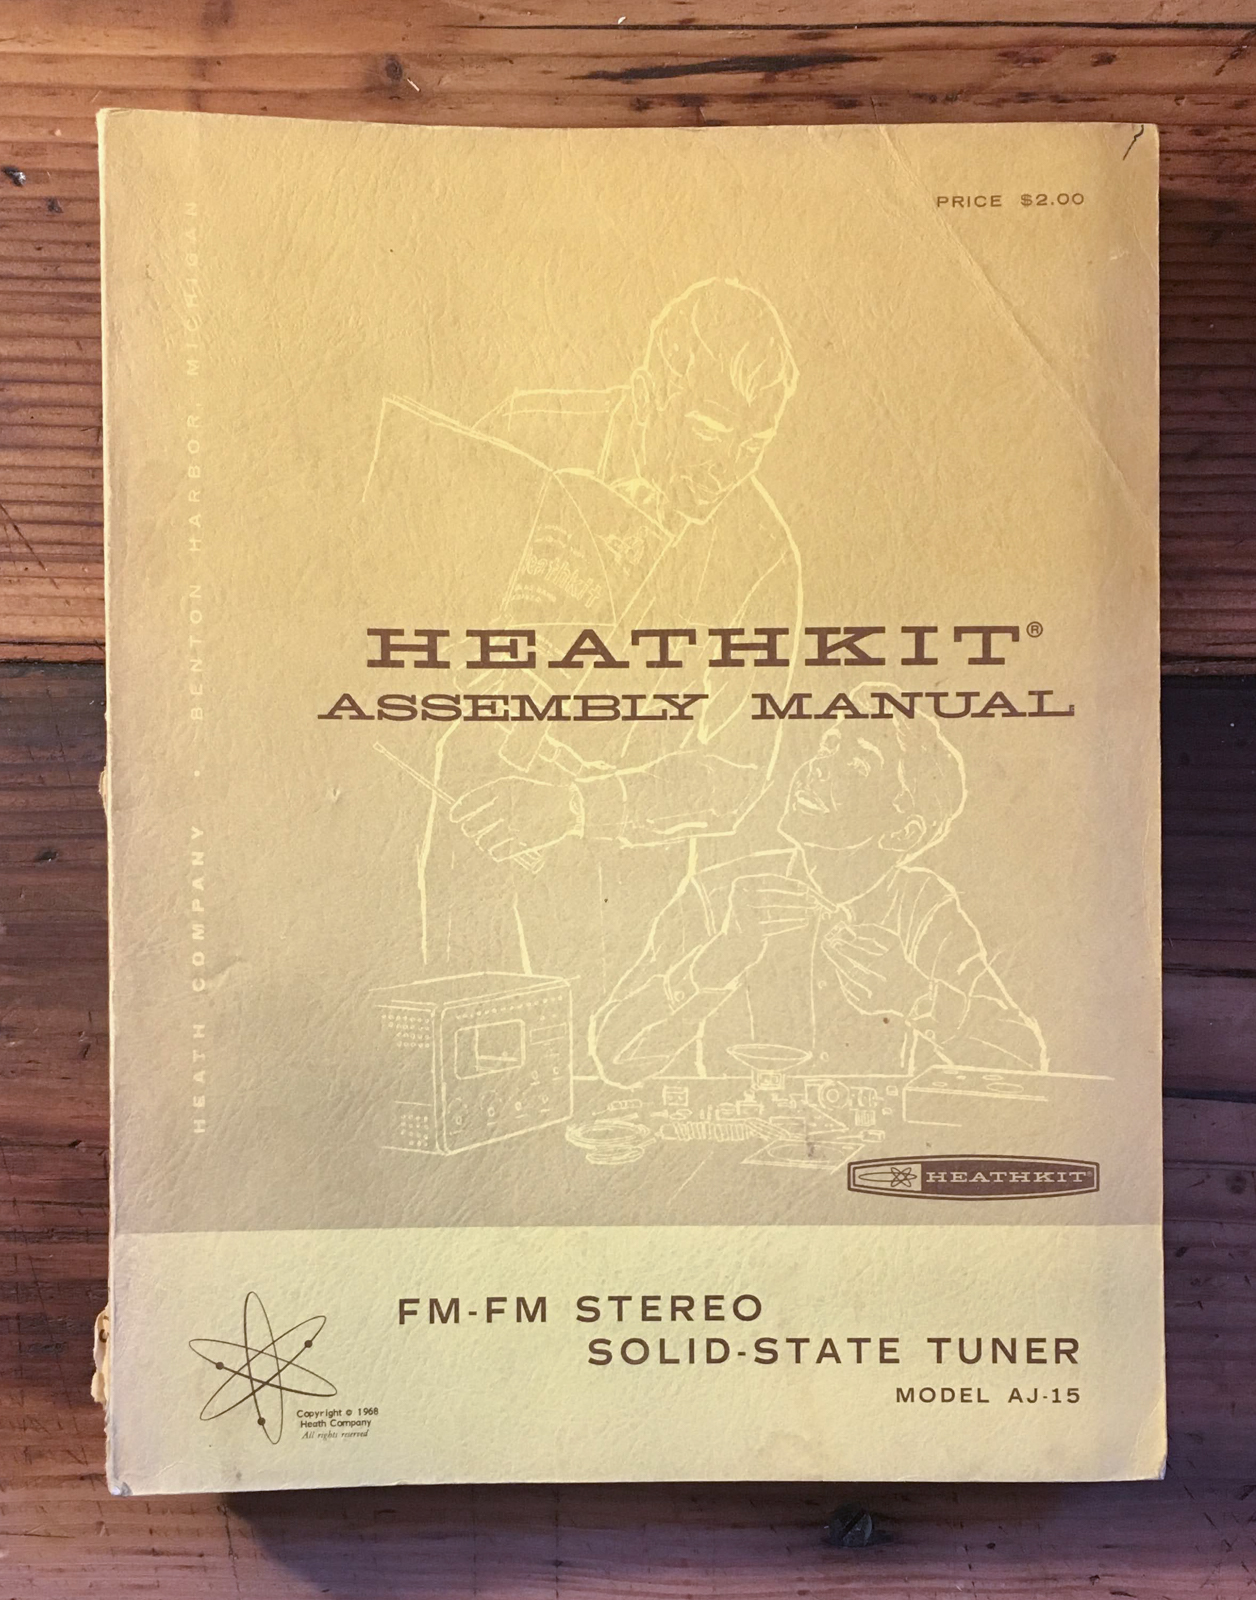 PRICE $2.00
HEATH COMPANY • BENTON HARBOR, MICHIGAN
Heathkit
HEATHKIT®
ASSEMBLY MANUAL
HEATHKIT®
FM-FM STEREO
SOLID-STATE TUNER
MODEL AJ-15
Copyright © 1968
Heath Company
All rights reserved